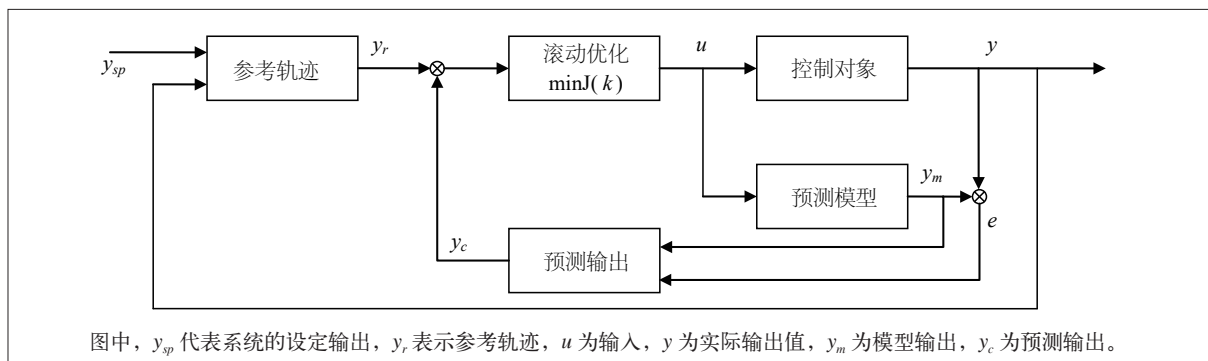 y_sp
参考轨迹
y_r
滚动优化
minJ(k)
u
控制对象
y
预测模型
y_m
e
预测输出
y_c
图中，y_sp 代表系统的设定输出，y_r 表示参考轨迹，u 为输入，y 为实际输出值，y_m 为模型输出，y_c 为预测输出。